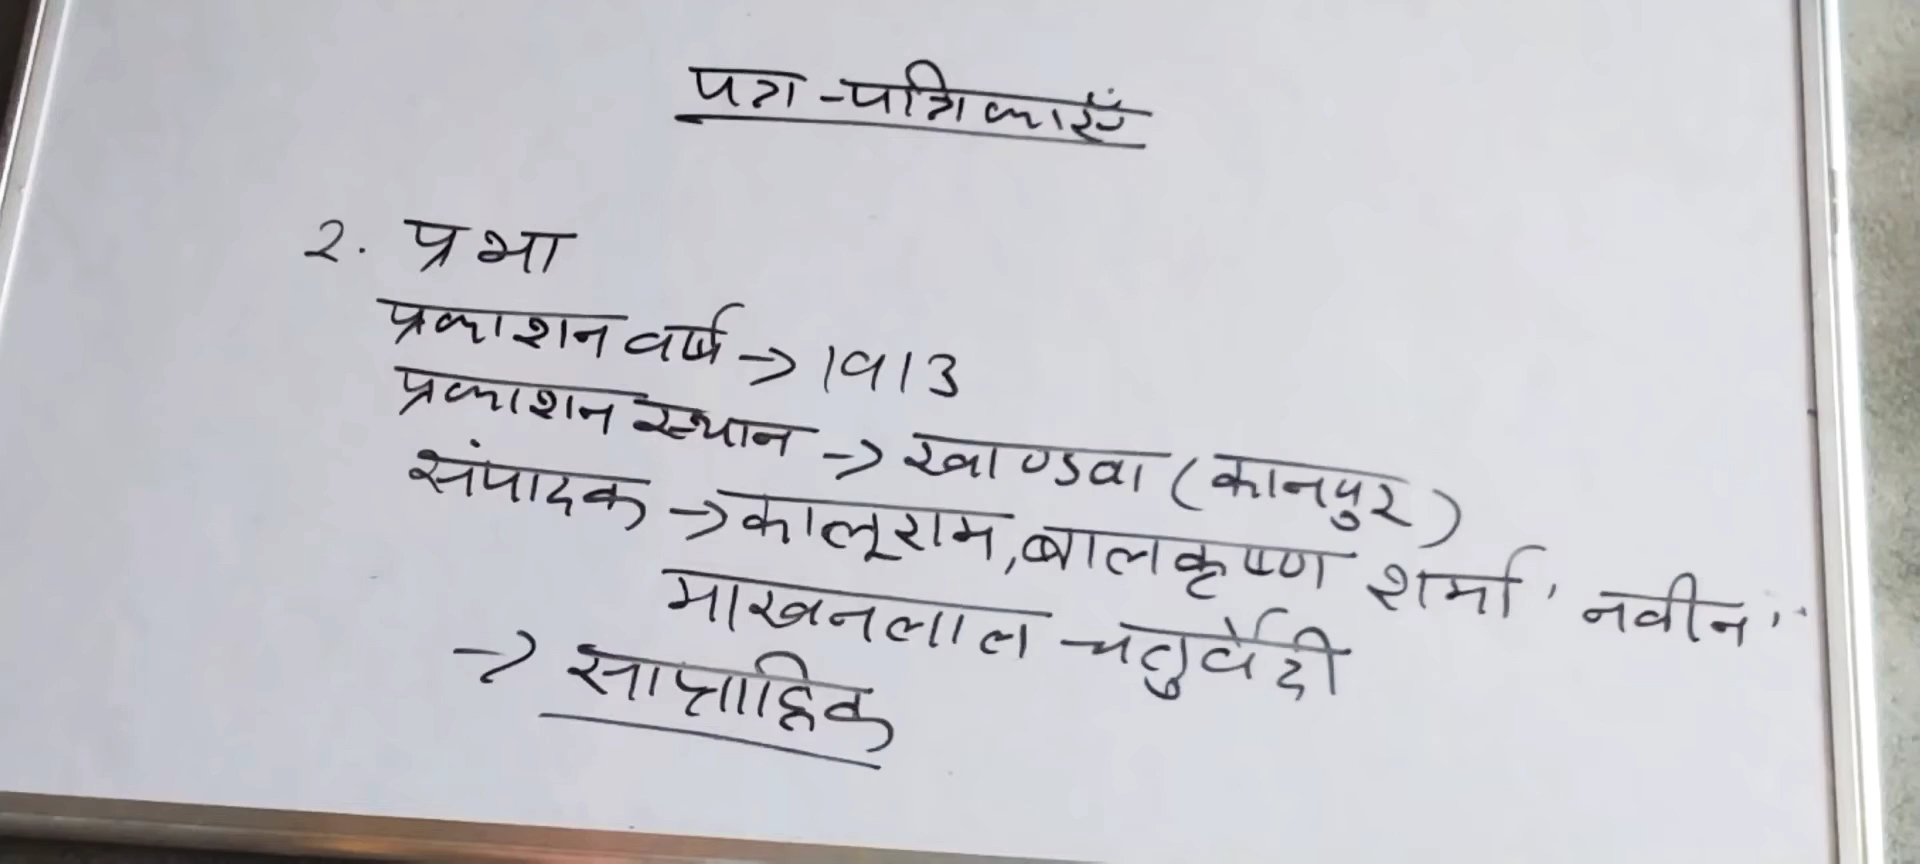 पत्र-पत्रिकाएँ
2. प्रभा
प्रकाशन वर्ष → 1913
प्रकाशन स्थान → खाण्डवा (कानपुर)
संपादक → कालूराम, बालकृष्ण शर्मा 'नवीन'
माखनलाल चतुर्वेदी
→ साप्ताहिक